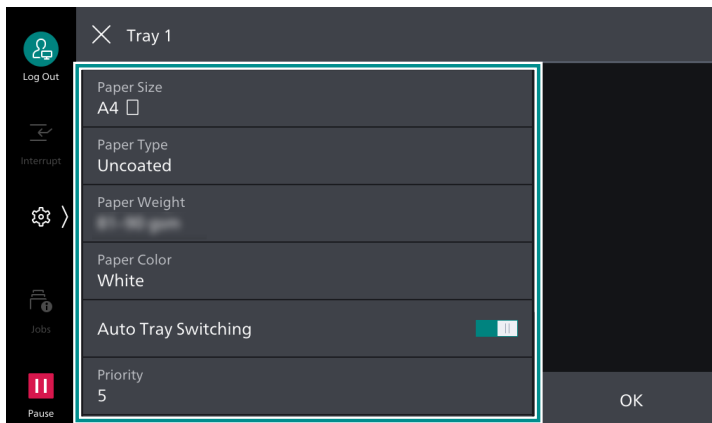 Tray 1
Log Out
Interrupt
Jobs
Pause
Paper Size
A4
Paper Type
Uncoated
Paper Weight
Paper Color
White
Auto Tray Switching
Priority
5
OK